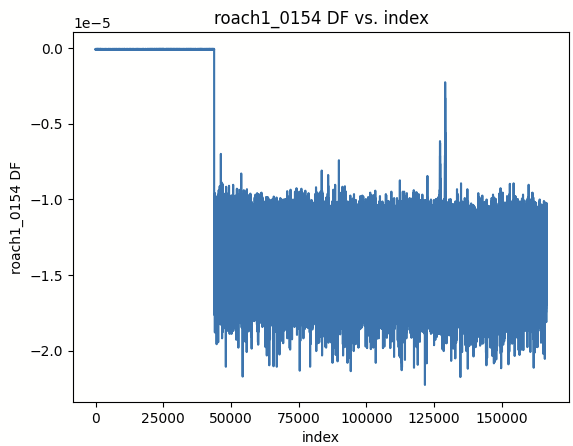 roach1_0154 DF vs. index
1e−5
0.0
−0.5
−1.0
−1.5
−2.0
roach1_0154 DF
0 25000 50000 75000 100000 125000 150000
index